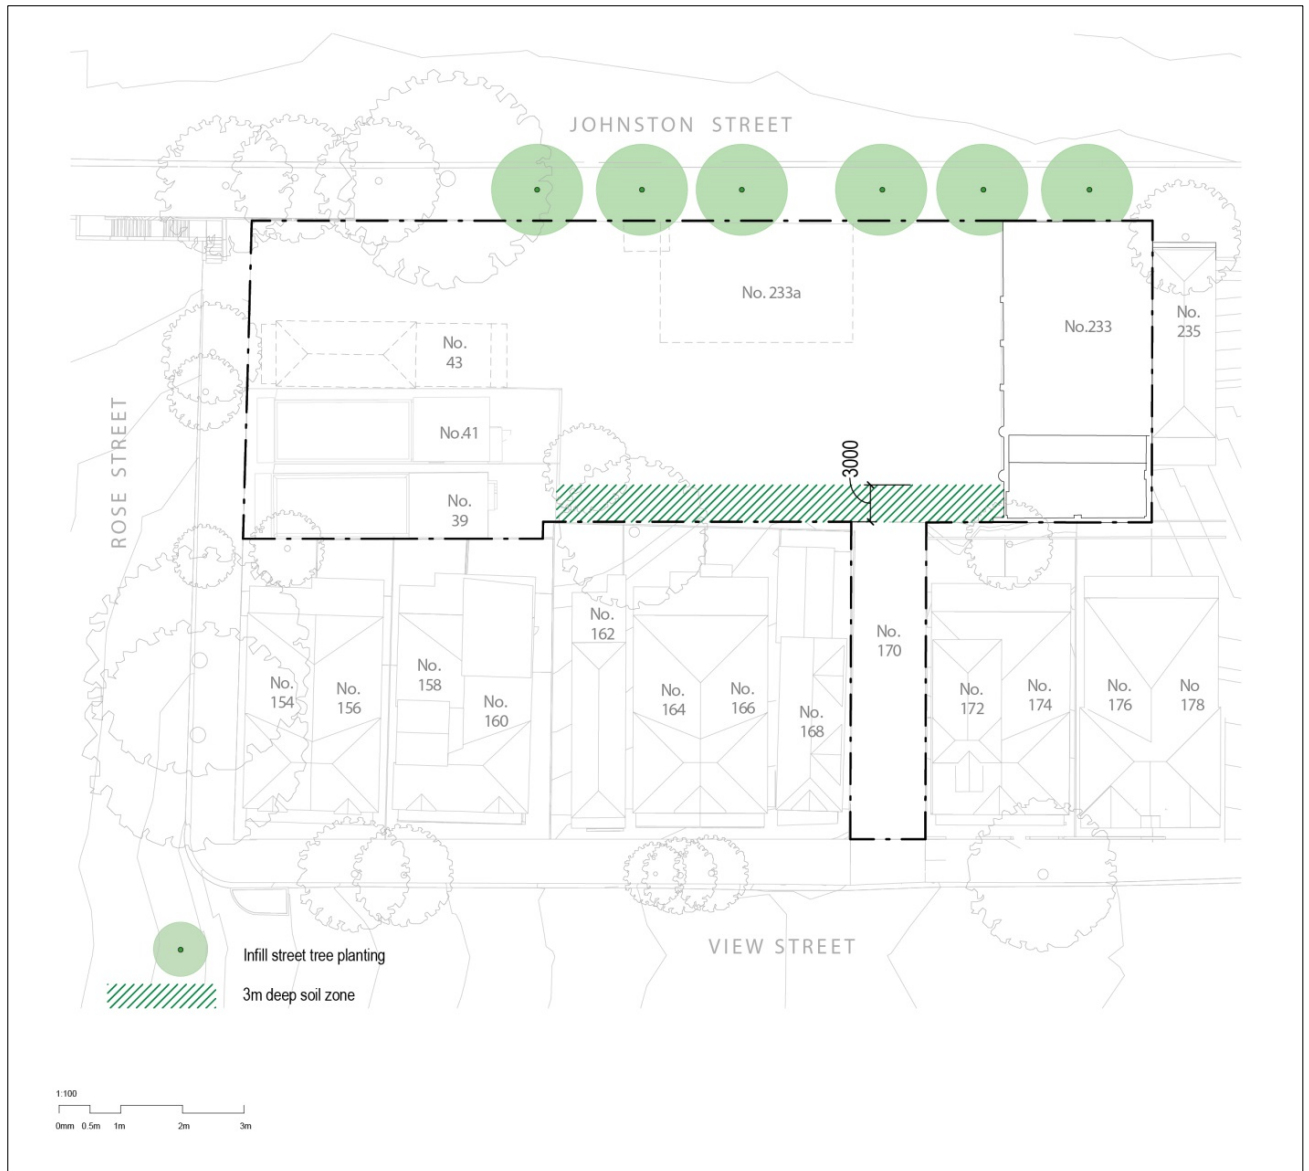 JOHNSTON STREET
No. 233a
No.233
No.
235
No.
43
No.41
No.
39
ROSE STREET
3000
No.
154
No.
156
No.
158
No.
160
No.
162
No.
164
No.
166
No.
168
No.
170
No.
172
No.
174
No.
176
No
178
VIEW STREET
Infill street tree planting
3m deep soil zone
1:100
0mm 0.5m 1m 2m 3m